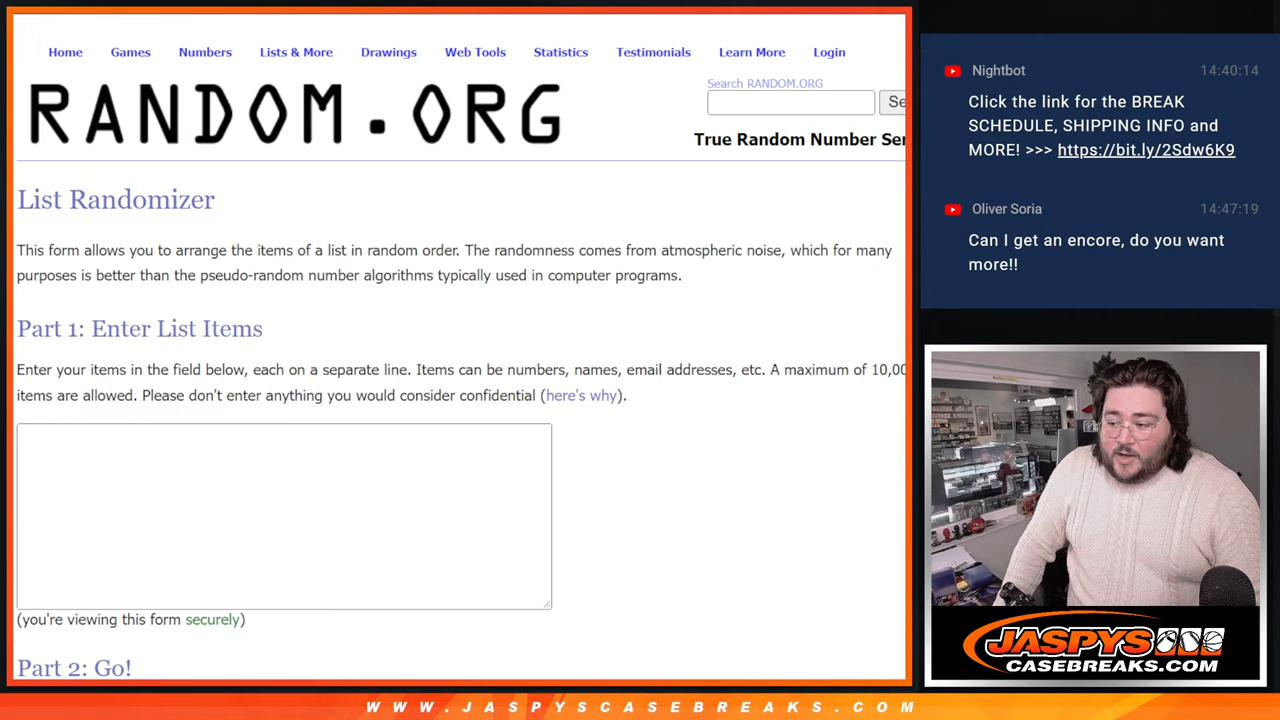 Home Games Numbers Lists & More Drawings Web Tools Statistics Testimonials Learn More Login
RANDOM.ORG
Search RANDOM.ORG
Se
True Random Number Ser
List Randomizer
This form allows you to arrange the items of a list in random order. The randomness comes from atmospheric noise, which for many
purposes is better than the pseudo-random number algorithms typically used in computer programs.
Part 1: Enter List Items
Enter your items in the field below, each on a separate line. Items can be numbers, names, email addresses, etc. A maximum of 10,00
items are allowed. Please don't enter anything you would consider confidential (here's why).
(you're viewing this form securely)
Part 2: Go!
Nightbot 14:40:14
Click the link for the BREAK
SCHEDULE, SHIPPING INFO and
MORE! >>> https://bit.ly/2Sdw6K9
Oliver Soria 14:47:19
Can I get an encore, do you want
more!!
JASPYS
CASEBREAKS.COM
WWW.JASPYSCASEBREAKS.COM